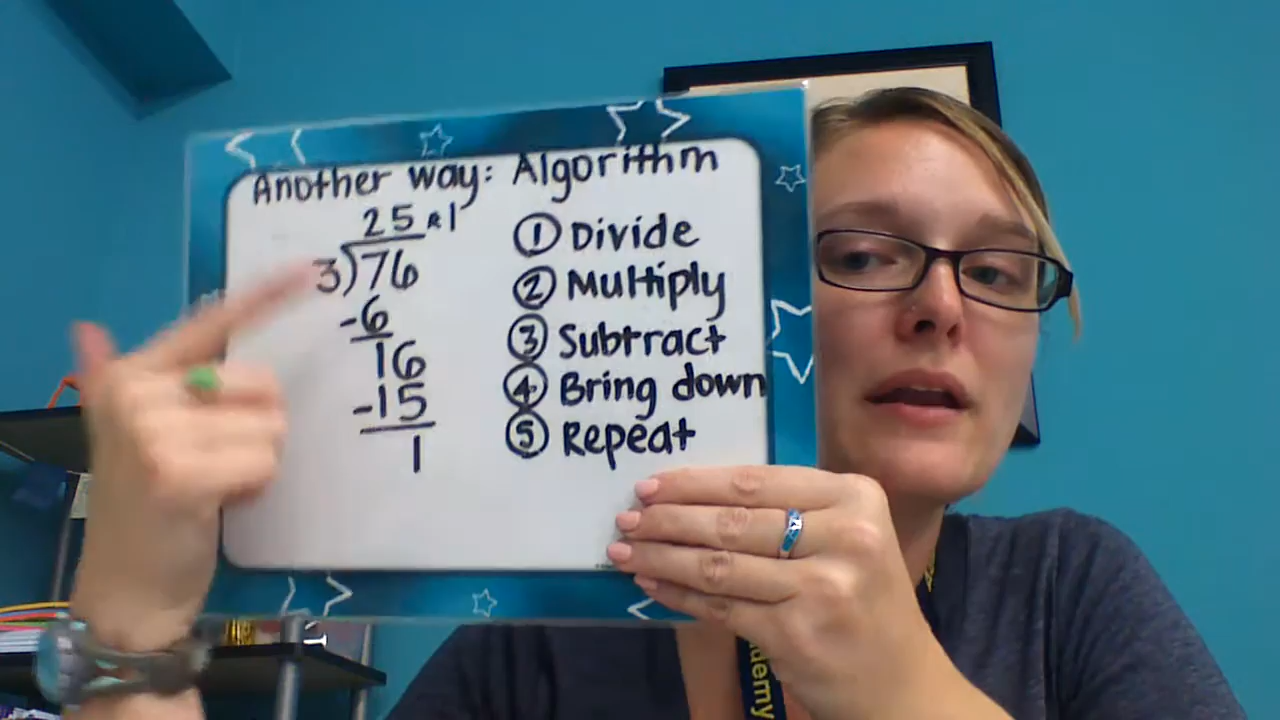 Another way: Algorithm
25 R1
3)76
-6
16
-15
1
① Divide
② Multiply
③ Subtract
④ Bring down
⑤ Repeat
demy